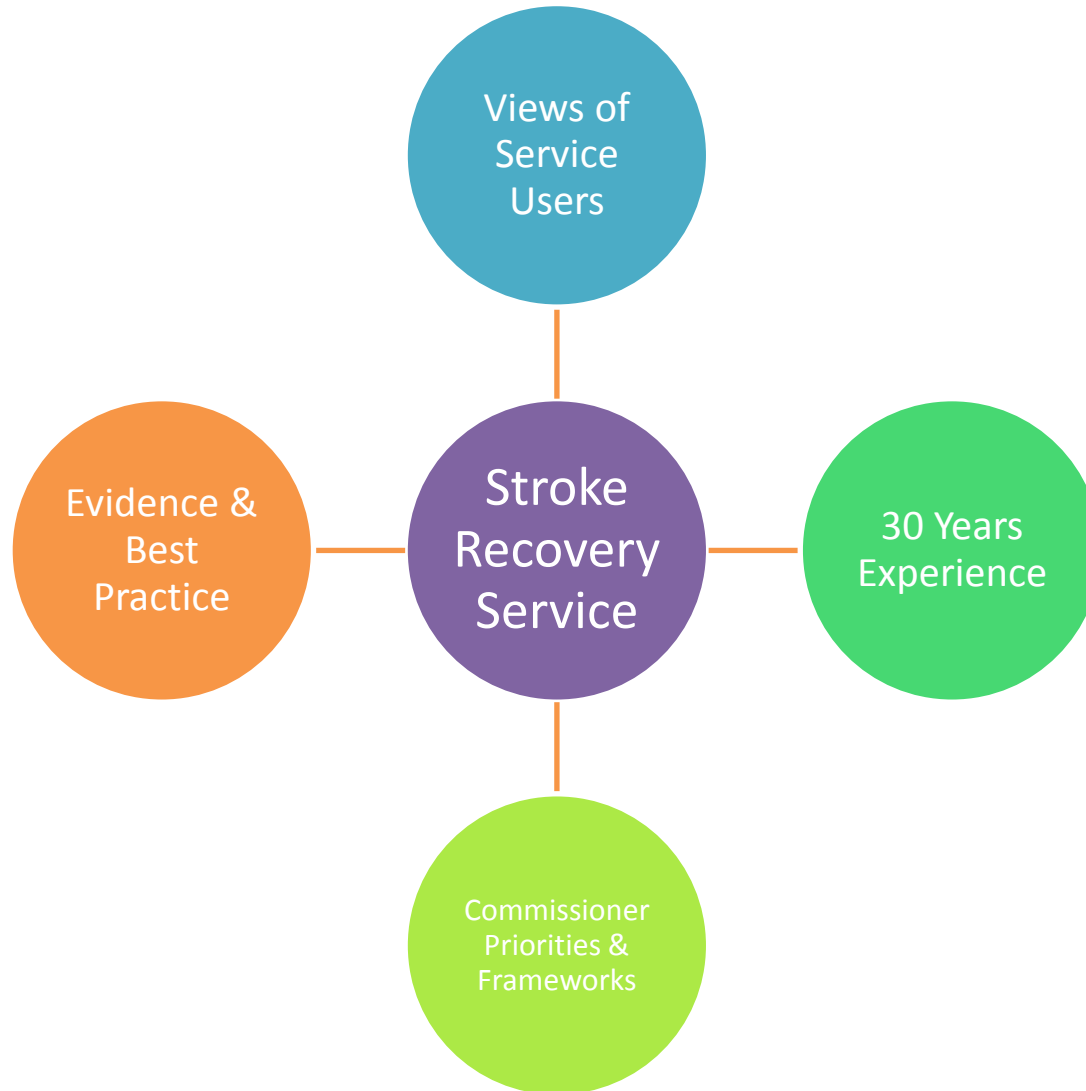 Views of
Service
Users
Evidence &
Best
Practice
Stroke
Recovery
Service
30 Years
Experience
Commissioner
Priorities &
Frameworks